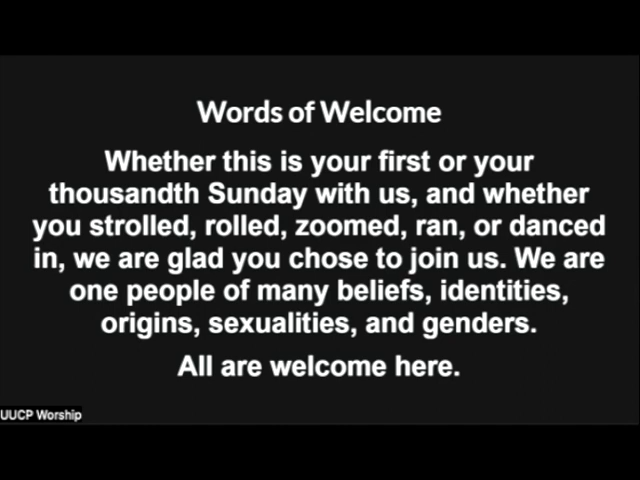 Words of Welcome
Whether this is your first or your
thousandth Sunday with us, and whether
you strolled, rolled, zoomed, ran, or danced
in, we are glad you chose to join us. We are
one people of many beliefs, identities,
origins, sexualities, and genders.
All are welcome here.
UUCP Worship